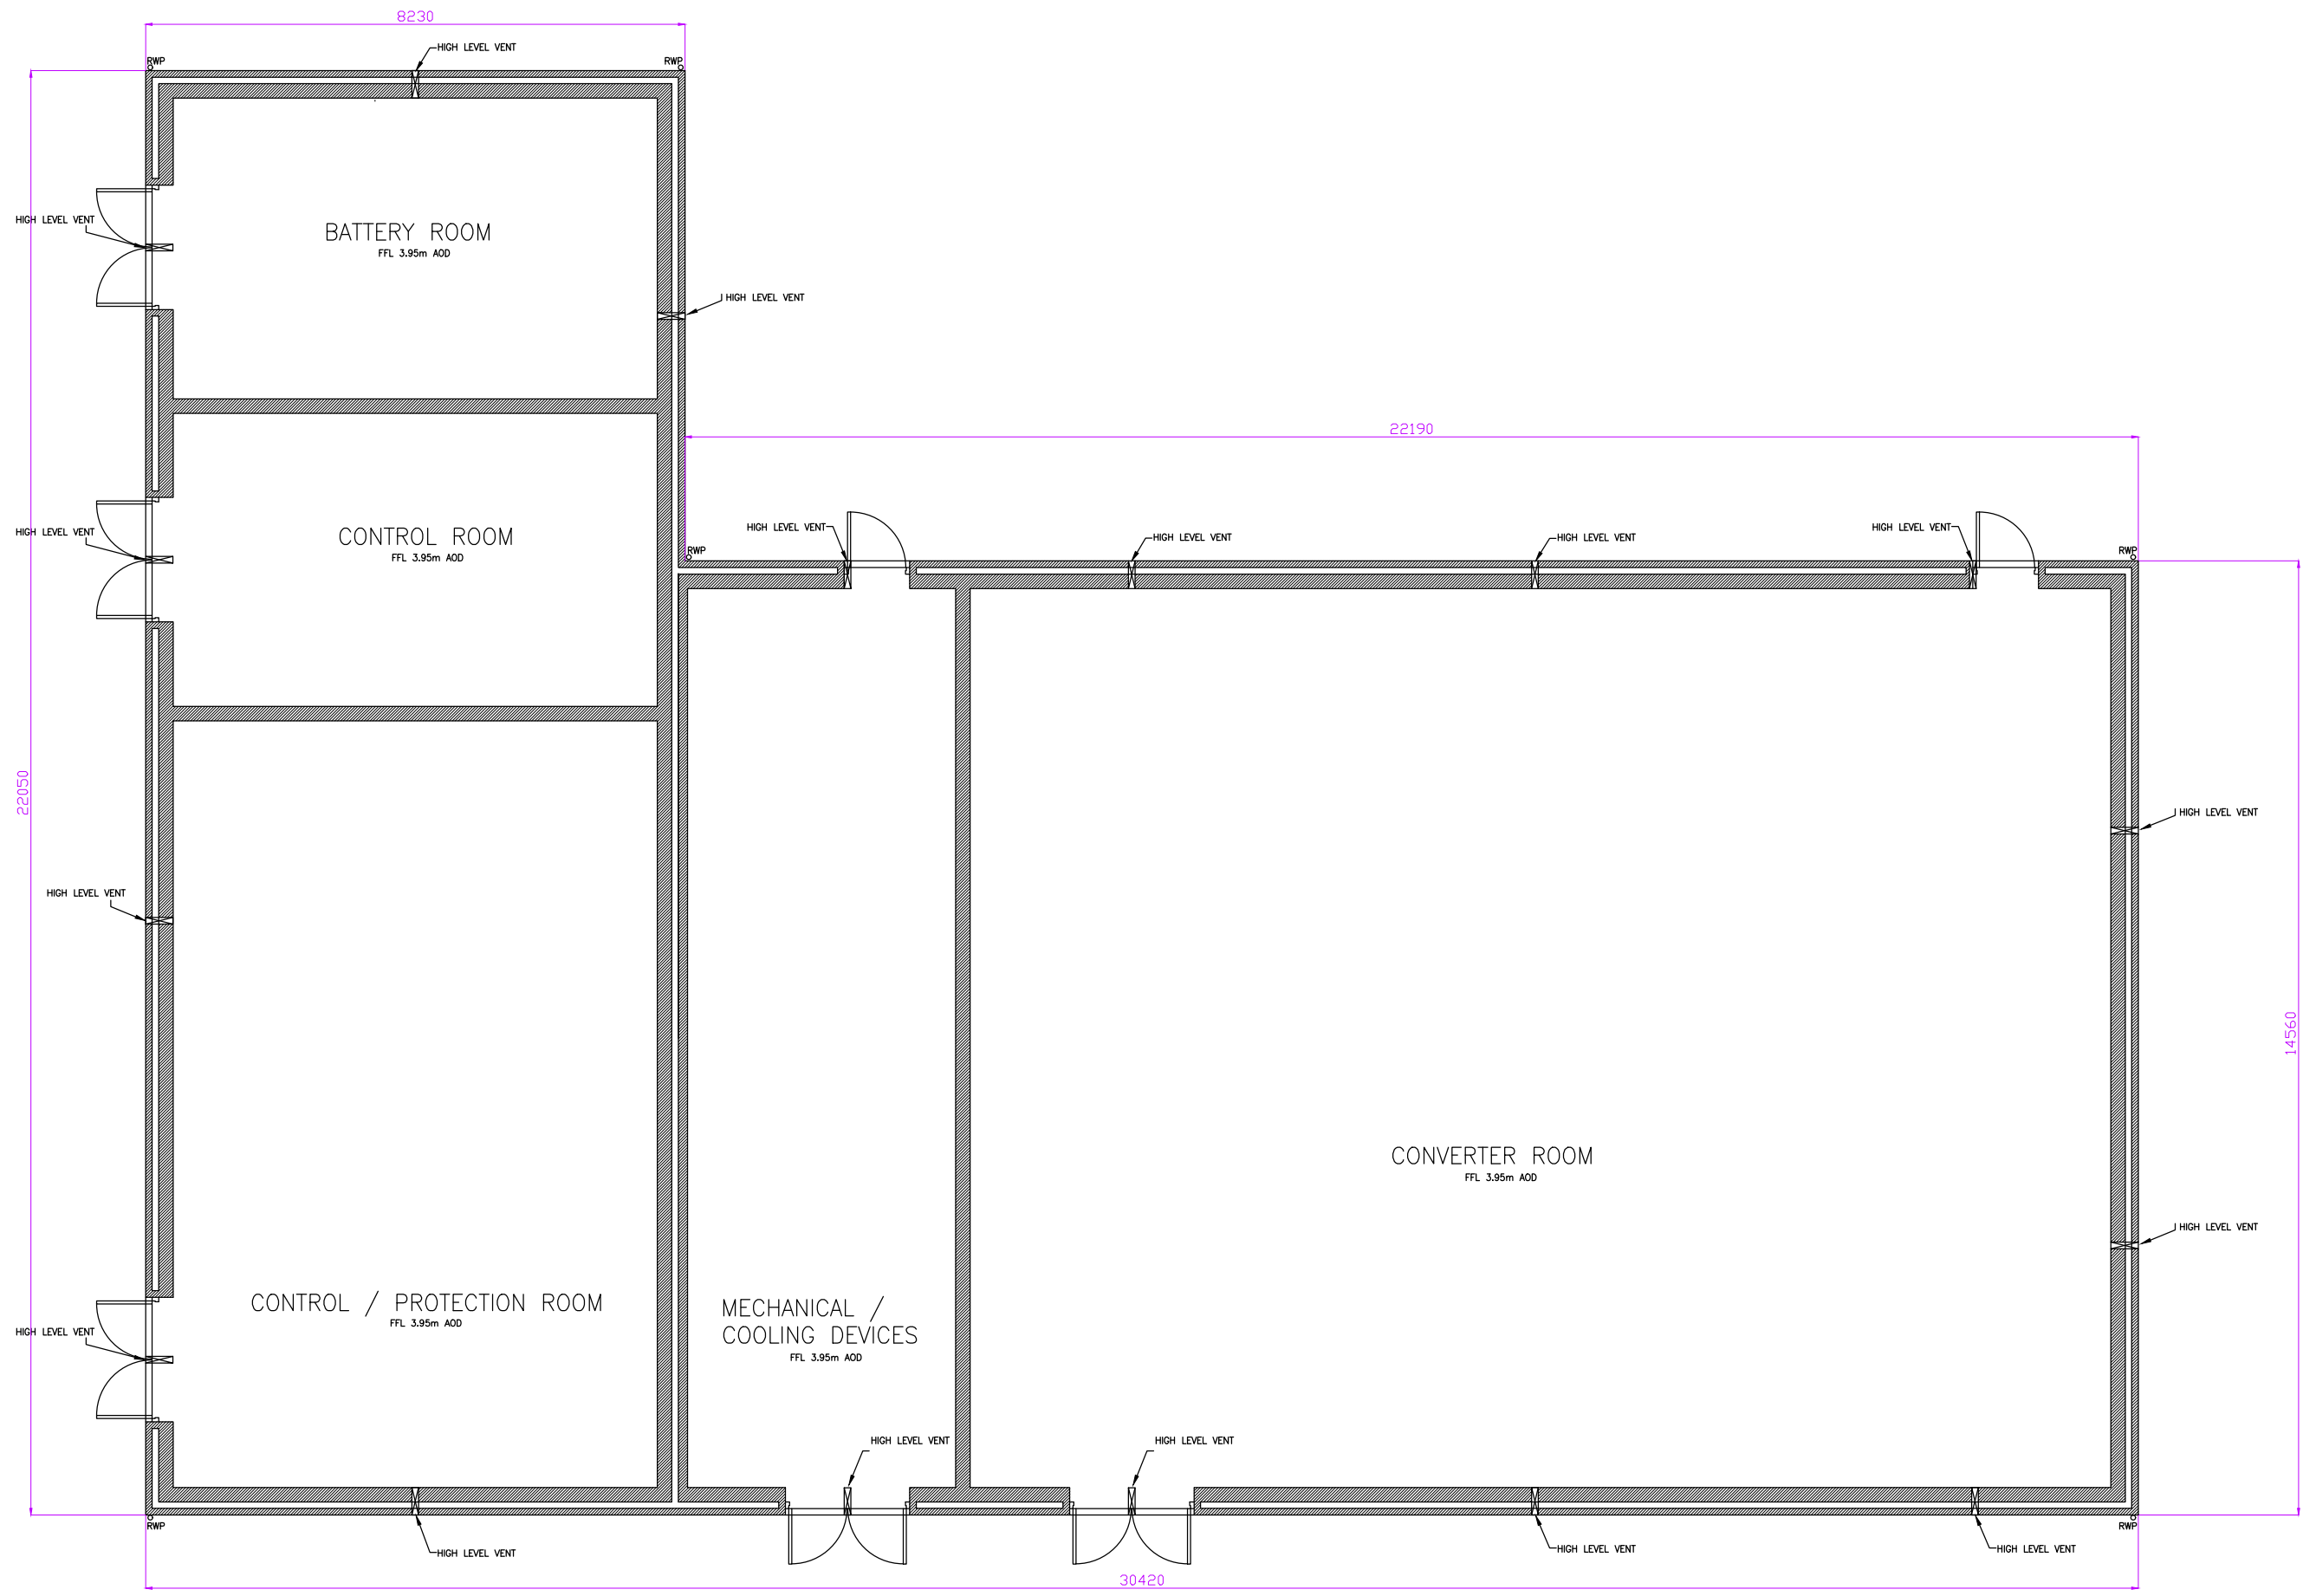 8230
HIGH LEVEL VENT
RWP
RWP
HIGH LEVEL VENT
BATTERY ROOM
FFL 3.95m AOD
HIGH LEVEL VENT
22190
HIGH LEVEL VENT
CONTROL ROOM
FFL 3.95m AOD
HIGH LEVEL VENT
HIGH LEVEL VENT
HIGH LEVEL VENT
HIGH LEVEL VENT
RWP
RWP
22050
HIGH LEVEL VENT
HIGH LEVEL VENT
14560
CONVERTER ROOM
FFL 3.95m AOD
HIGH LEVEL VENT
CONTROL / PROTECTION ROOM
FFL 3.95m AOD
MECHANICAL /
COOLING DEVICES
FFL 3.95m AOD
HIGH LEVEL VENT
HIGH LEVEL VENT
HIGH LEVEL VENT
RWP
RWP
HIGH LEVEL VENT
HIGH LEVEL VENT
HIGH LEVEL VENT
30420